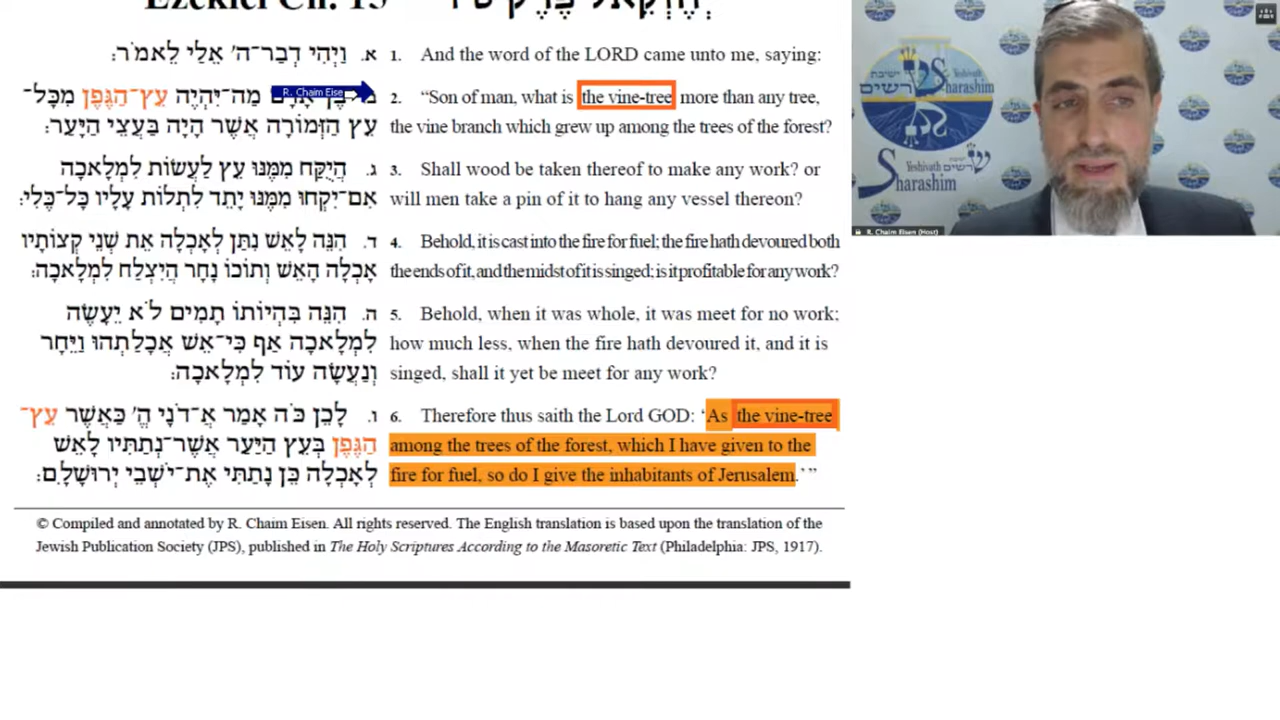 Ezekiel Ch. 15
יְחֶזְקֵאל פֶּרֶק ט״ו
א. וַיְהִי דְבַר־ה׳ אֵלַי לֵאמֹר:
אָדָם מַה־יִּהְיֶה עֵץ־הַגֶּפֶן מִכָּל־
עֵץ הַזְּמוֹרָה אֲשֶׁר הָיָה בַּעֲצֵי הַיָּעַר:
ג. הֲיֻקַּח מִמֶּנּוּ עֵץ לַעֲשׂוֹת לִמְלָאכָה
אִם־יִקְחוּ מִמֶּנּוּ יָתֵד לִתְלוֹת עָלָיו כָּל־כֶּלִי:
ד. הִנֵּה לָאֵשׁ נִתַּן לְאָכְלָה אֵת שְׁנֵי קְצוֹתָיו
אָכְלָה הָאֵשׁ וְתוֹכוֹ נָחָר הֲיִצְלַח לִמְלָאכָה:
ה. הִנֵּה בִּהְיוֹתוֹ תָמִים לֹא יֵעָשֶׂה
לִמְלָאכָה אַף כִּי־אֵשׁ אֲכָלַתְהוּ וַיֵּחָר
וְנַעֲשָׂה עוֹד לִמְלָאכָה:
ו. לָכֵן כֹּה אָמַר אֲ־דֹנָי ה׳ כַּאֲשֶׁר עֵץ־
הַגֶּפֶן בְּעֵץ הַיַּעַר אֲשֶׁר־נְתַתִּיו לָאֵשׁ
לְאָכְלָה כֵּן נָתַתִּי אֶת־יֹשְׁבֵי יְרוּשָׁלָ͏ִם:
R. Chaim Eise
1. And the word of the LORD came unto me, saying:
2. “Son of man, what is the vine-tree more than any tree,
the vine branch which grew up among the trees of the forest?
3. Shall wood be taken thereof to make any work? or
will men take a pin of it to hang any vessel thereon?
4. Behold, it is cast into the fire for fuel; the fire hath devoured both
the ends of it, and the midst of it is singed; is it profitable for any work?
5. Behold, when it was whole, it was meet for no work;
how much less, when the fire hath devoured it, and it is
singed, shall it yet be meet for any work?
6. Therefore thus saith the Lord GOD: ‘As the vine-tree
among the trees of the forest, which I have given to the
fire for fuel, so do I give the inhabitants of Jerusalem.’”
© Compiled and annotated by R. Chaim Eisen. All rights reserved. The English translation is based upon the translation of the
Jewish Publication Society (JPS), published in The Holy Scriptures According to the Masoretic Text (Philadelphia: JPS, 1917).
ישיבת
שרשים
Yeshivath
Sharashim
Yeshivath
Sharashim
R. Chaim Eisen (Host)